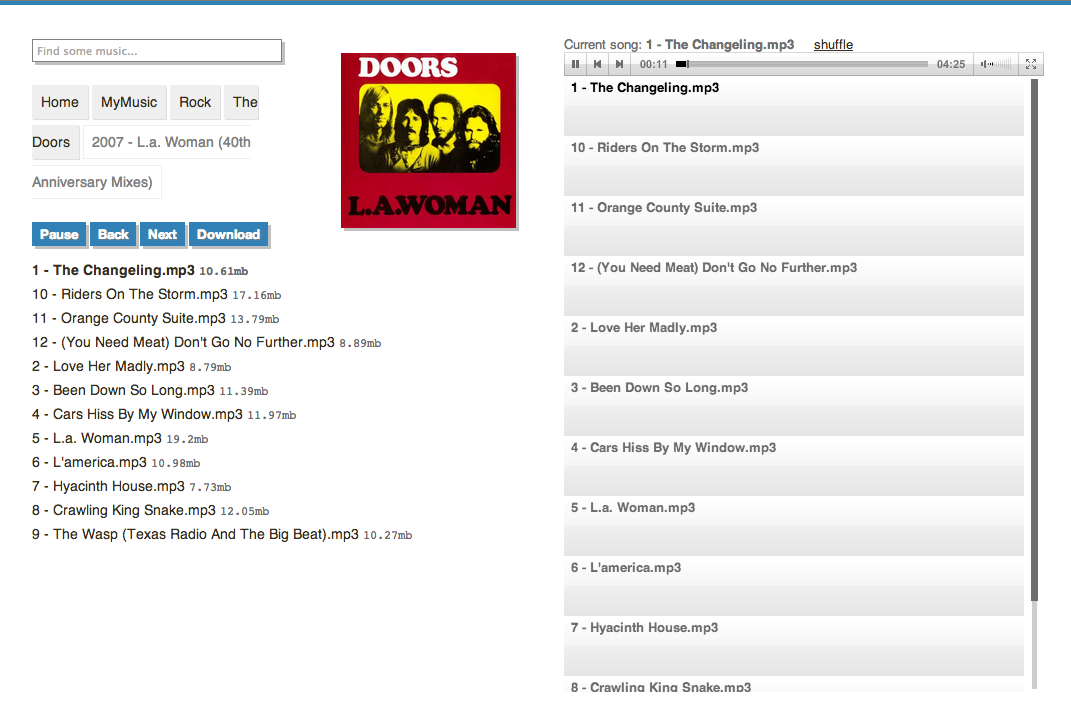 Find some music...
Home MyMusic Rock The
Doors 2007 - L.a. Woman (40th
Anniversary Mixes)
DOORS
L.A.WOMAN
Pause Back Next Download
1 - The Changeling.mp3 10.61mb
10 - Riders On The Storm.mp3 17.16mb
11 - Orange County Suite.mp3 13.79mb
12 - (You Need Meat) Don't Go No Further.mp3 8.89mb
2 - Love Her Madly.mp3 8.79mb
3 - Been Down So Long.mp3 11.39mb
4 - Cars Hiss By My Window.mp3 11.97mb
5 - L.a. Woman.mp3 19.2mb
6 - L'america.mp3 10.98mb
7 - Hyacinth House.mp3 7.73mb
8 - Crawling King Snake.mp3 12.05mb
9 - The Wasp (Texas Radio And The Big Beat).mp3 10.27mb
Current song: 1 - The Changeling.mp3 shuffle
00:11 04:25
1 - The Changeling.mp3
10 - Riders On The Storm.mp3
11 - Orange County Suite.mp3
12 - (You Need Meat) Don't Go No Further.mp3
2 - Love Her Madly.mp3
3 - Been Down So Long.mp3
4 - Cars Hiss By My Window.mp3
5 - L.a. Woman.mp3
6 - L'america.mp3
7 - Hyacinth House.mp3
8 - Crawling King Snake.mp3